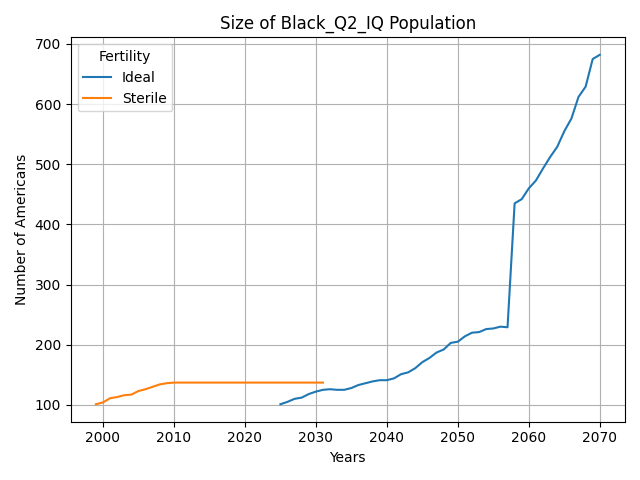 Size of Black_Q2_IQ Population
Fertility
Ideal
Sterile
Number of Americans
700
600
500
400
300
200
100
2000
2010
2020
2030
2040
2050
2060
2070
Years